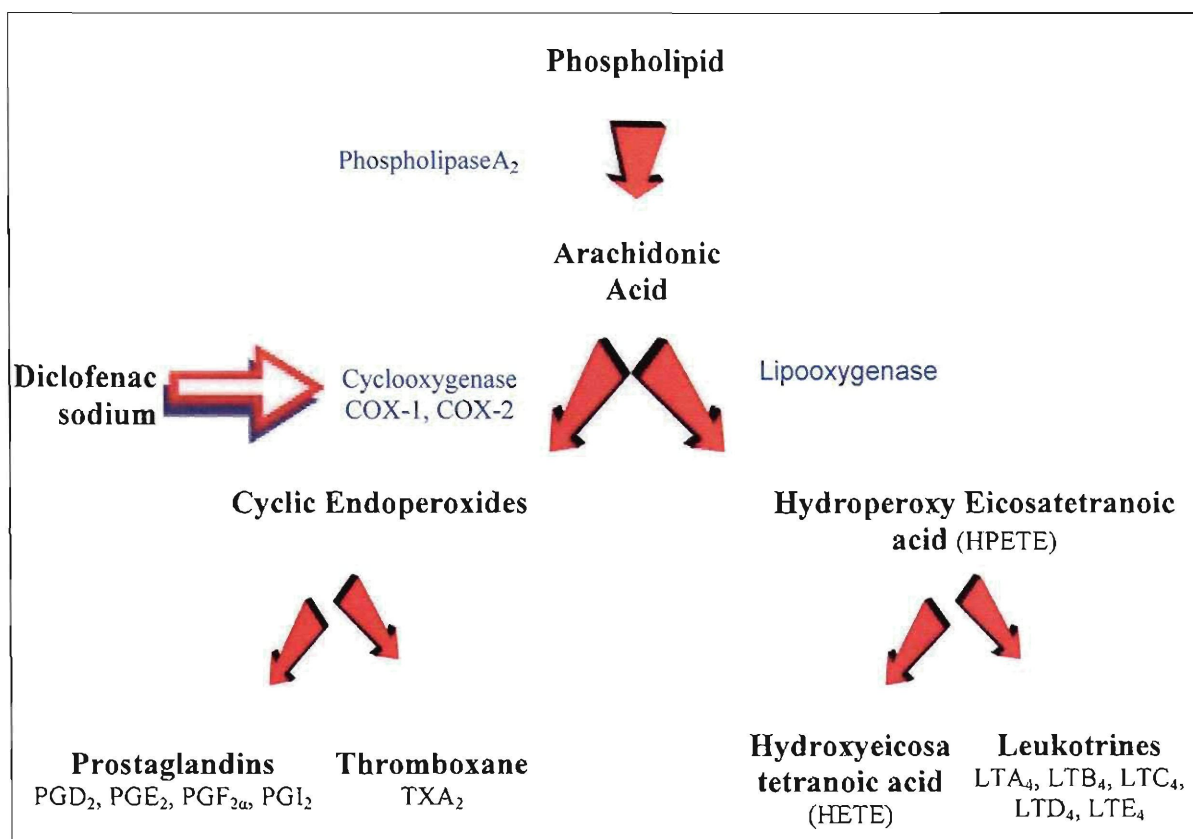 Phospholipid
PhospholipaseA₂
Arachidonic
Acid
Diclofenac
sodium
Cyclooxygenase
COX-1, COX-2
Lipooxygenase
Cyclic Endoperoxides
Hydroperoxy Eicosatetranoic
acid (HPETE)
Prostaglandins
PGD₂, PGE₂, PGF₂α, PGI₂
Thromboxane
TXA₂
Hydroxyeicosa
tetranoic acid
(HETE)
Leukotrines
LTA₄, LTB₄, LTC₄,
LTD₄, LTE₄